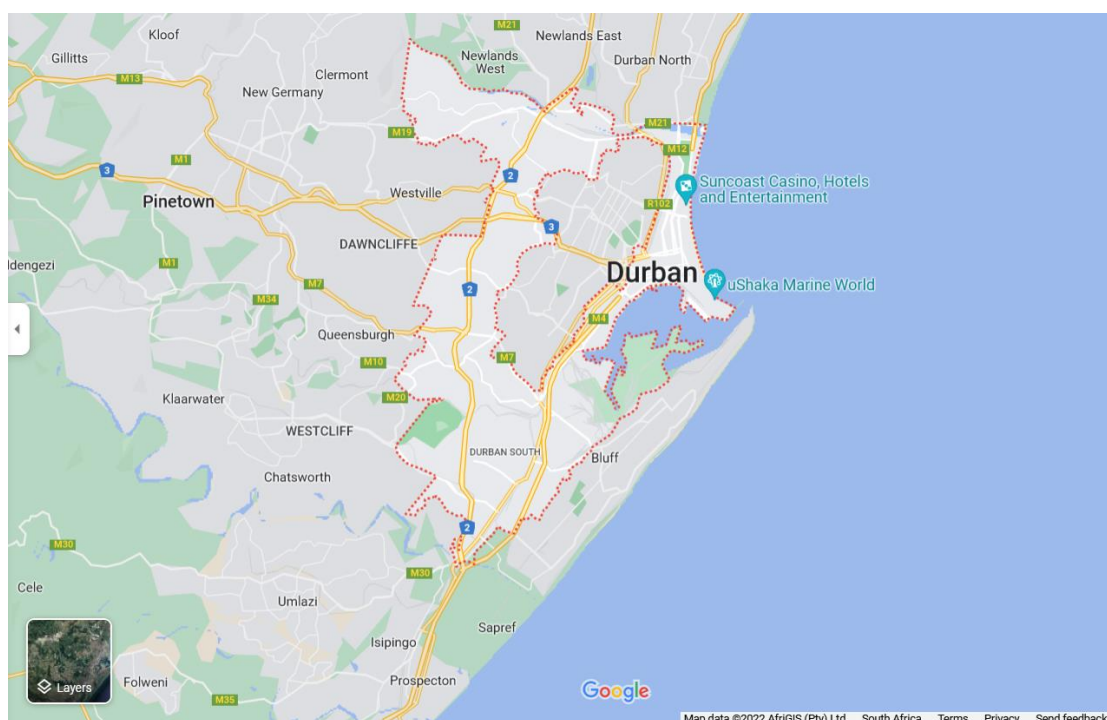 M21
Kloof
Newlands East
Gillitts
Newlands
West
Durban North
Clermont
M13
New Germany
M21
M19
M12
M1
3
2
Suncoast Casino, Hotels
and Entertainment
Westville
Pinetown
R102
3
DAWNCLIFFE
M1
Durban
M7
2
uShaka Marine World
M34
M4
Queensburgh
M7
M10
Klaarwater
M20
WESTCLIFF
DURBAN SOUTH
Bluff
Chatsworth
2
M30
M30
Cele
Umlazi
Sapref
Isipingo
Layers
Folweni
Prospecton
Google
M35
Map data ©2022 AfriGIS (Pty) Ltd South Africa Terms Privacy Send feedback